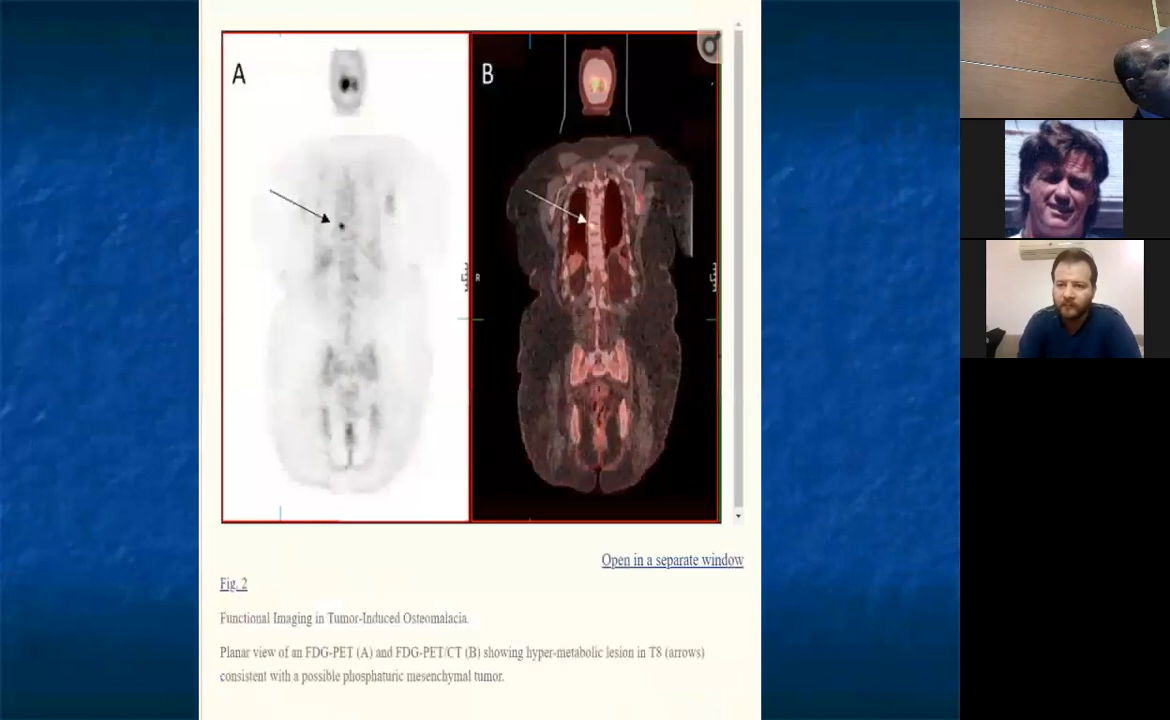 A
B
R
Open in a separate window
Fig. 2
Functional Imaging in Tumor-Induced Osteomalacia.
Planar view of an FDG-PET (A) and FDG-PET/CT (B) showing hyper-metabolic lesion in T8 (arrows)
consistent with a possible phosphaturic mesenchymal tumor.